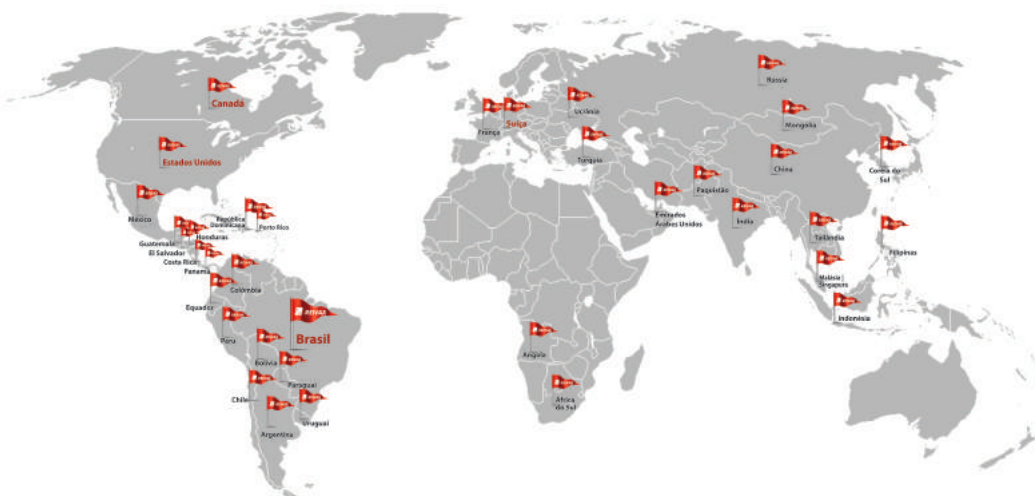 Canadá
Estados Unidos
México
República
Dominicana
Porto Rico
Guatemala
Honduras
El Salvador
Costa Rica
Panamá
Colômbia
Equador
Peru
Brasil
Bolívia
Paraguai
Chile
Argentina
Uruguai
França
Suíça
Ucrânia
Turquia
Rússia
Mongolia
China
Coreia do
Sul
Paquistão
Emirados
Árabes Unidos
Índia
Tailândia
Filipinas
Malásia |
Singapura
Indonésia
Angola
África
do Sul